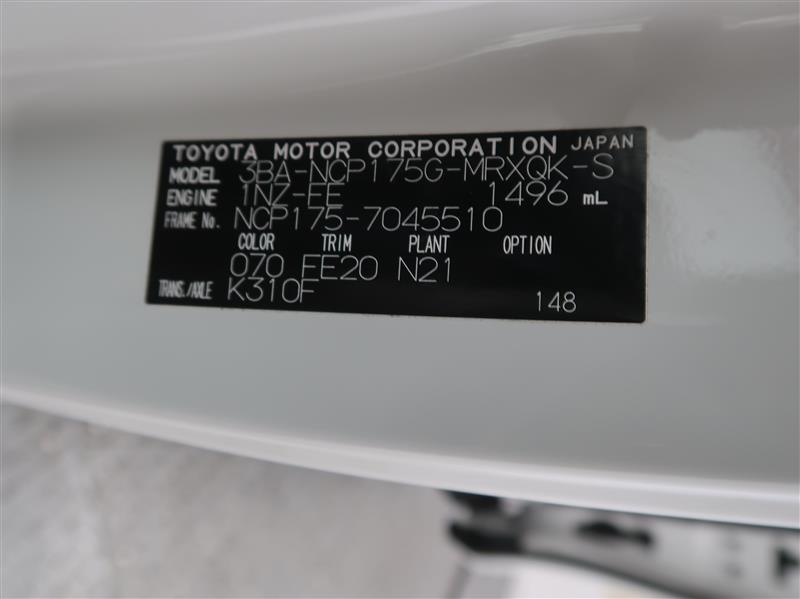 TOYOTA MOTOR CORPORATION JAPAN
MODEL 3BA-NCP175G-MRXQK-S
ENGINE 1NZ-FE 1496 mL
FRAME No. NCP175-7045510
COLOR TRIM PLANT OPTION
070 FE20 N21
TRANS./AXLE K310F 148